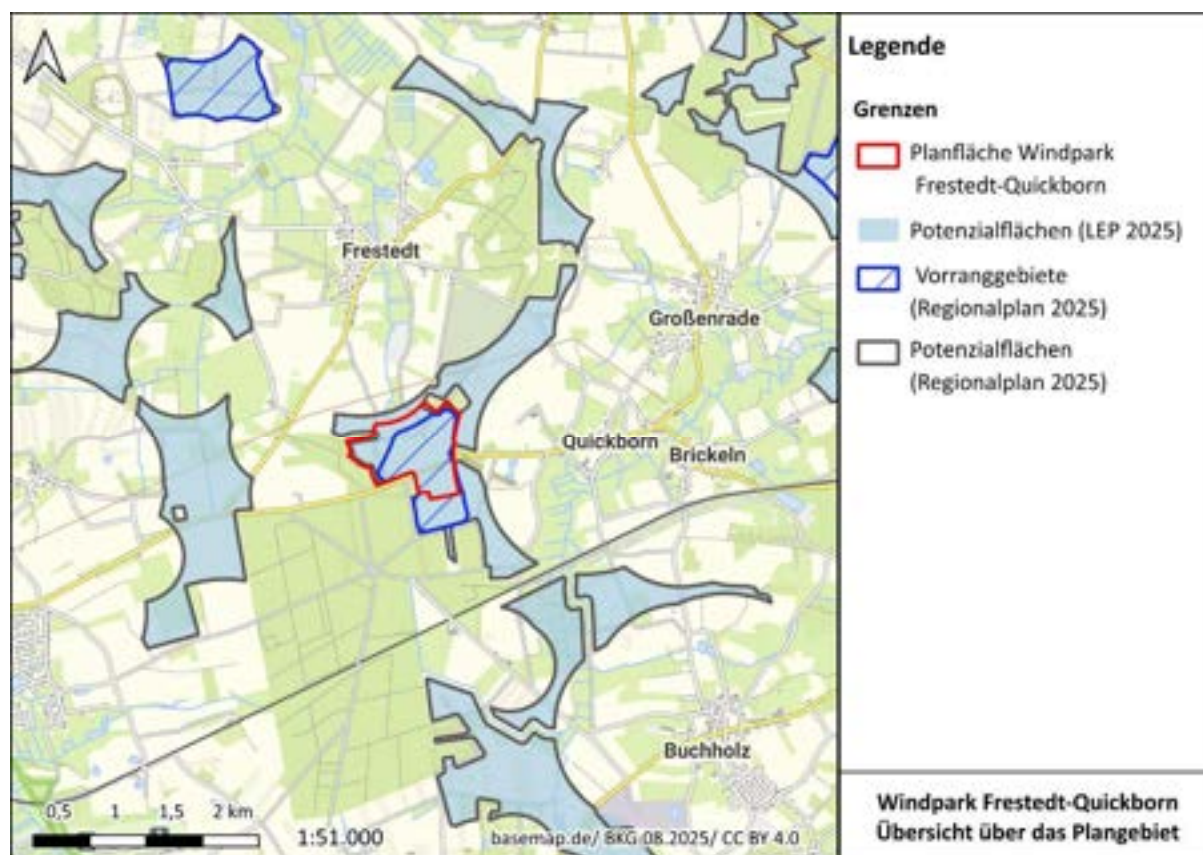 Frestedt
Großenrade
Quickborn
Brickeln
Buchholz
0,5 1 1,5 2 km
1:51.000
basemap.de/ BKG 08.2025/ CC BY 4.0
Legende
Grenzen
Planfläche Windpark
Frestedt-Quickborn
Potenzialflächen (LEP 2025)
Vorranggebiete
(Regionalplan 2025)
Potenzialflächen
(Regionalplan 2025)
Windpark Frestedt-Quickborn
Übersicht über das Plangebiet